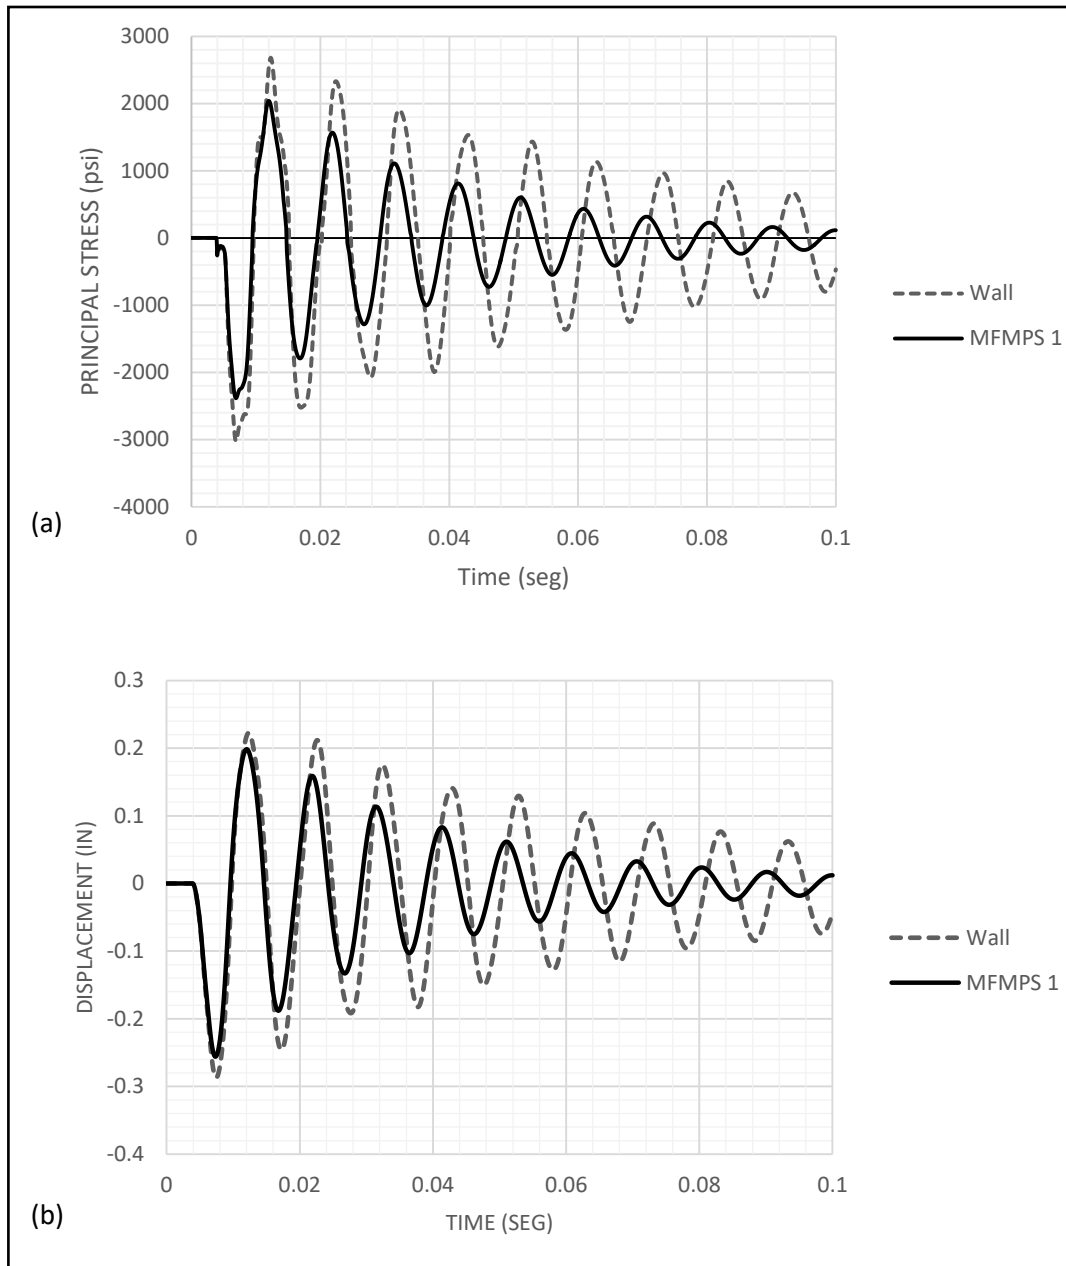 3000
2000
1000
0
-1000
-2000
-3000
-4000
PRINCIPAL STRESS (psi)
0 0.02 0.04 0.06 0.08 0.1
Time (seg)
Wall
MFMPS 1
(a)
0.3
0.2
0.1
0
-0.1
-0.2
-0.3
-0.4
DISPLACEMENT (IN)
0 0.02 0.04 0.06 0.08 0.1
TIME (SEG)
Wall
MFMPS 1
(b)